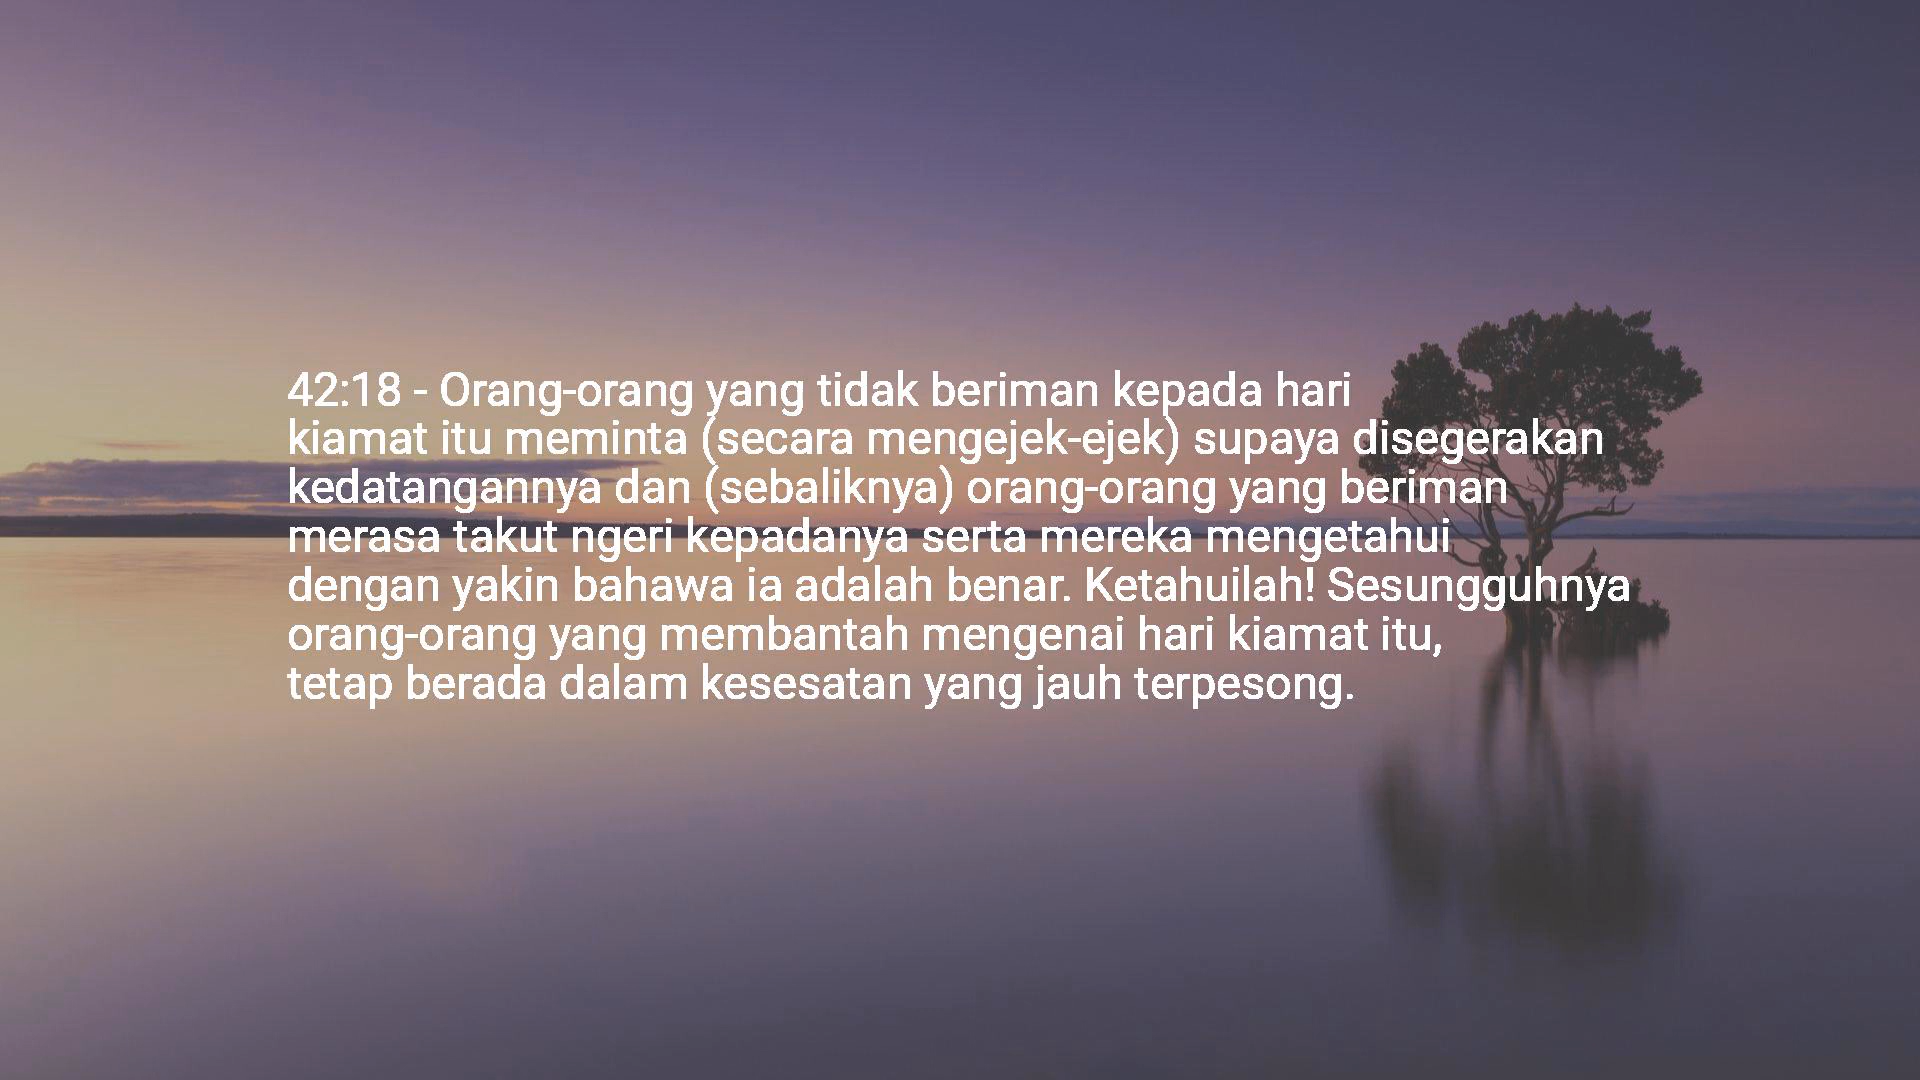 42:18 - Orang-orang yang tidak beriman kepada hari
kiamat itu meminta (secara mengejek-ejek) supaya disegerakan
kedatangannya dan (sebaliknya) orang-orang yang beriman
merasa takut ngeri kepadanya serta mereka mengetahui
dengan yakin bahawa ia adalah benar. Ketahuilah! Sesungguhnya
orang-orang yang membantah mengenai hari kiamat itu,
tetap berada dalam kesesatan yang jauh terpesong.